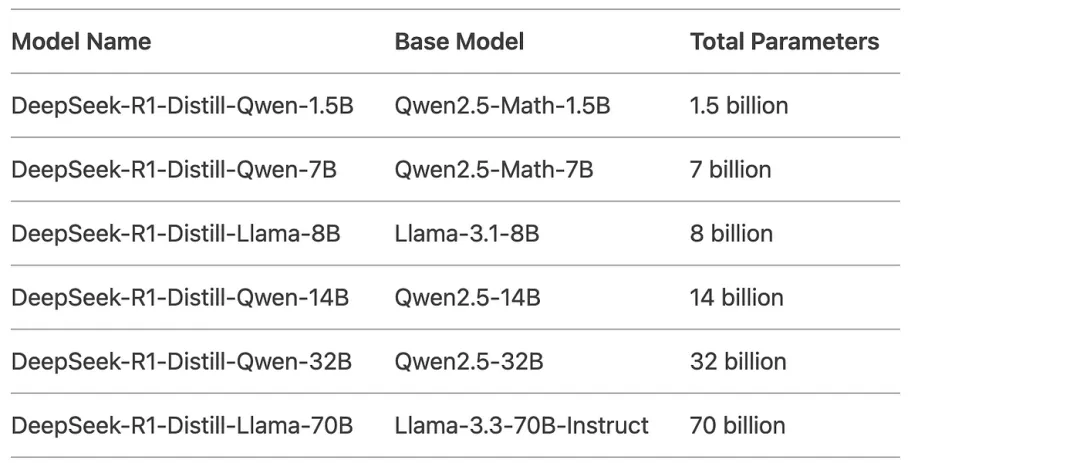 Model Name Base Model Total Parameters
DeepSeek-R1-Distill-Qwen-1.5B Qwen2.5-Math-1.5B 1.5 billion
DeepSeek-R1-Distill-Qwen-7B Qwen2.5-Math-7B 7 billion
DeepSeek-R1-Distill-Llama-8B Llama-3.1-8B 8 billion
DeepSeek-R1-Distill-Qwen-14B Qwen2.5-14B 14 billion
DeepSeek-R1-Distill-Qwen-32B Qwen2.5-32B 32 billion
DeepSeek-R1-Distill-Llama-70B Llama-3.3-70B-Instruct 70 billion